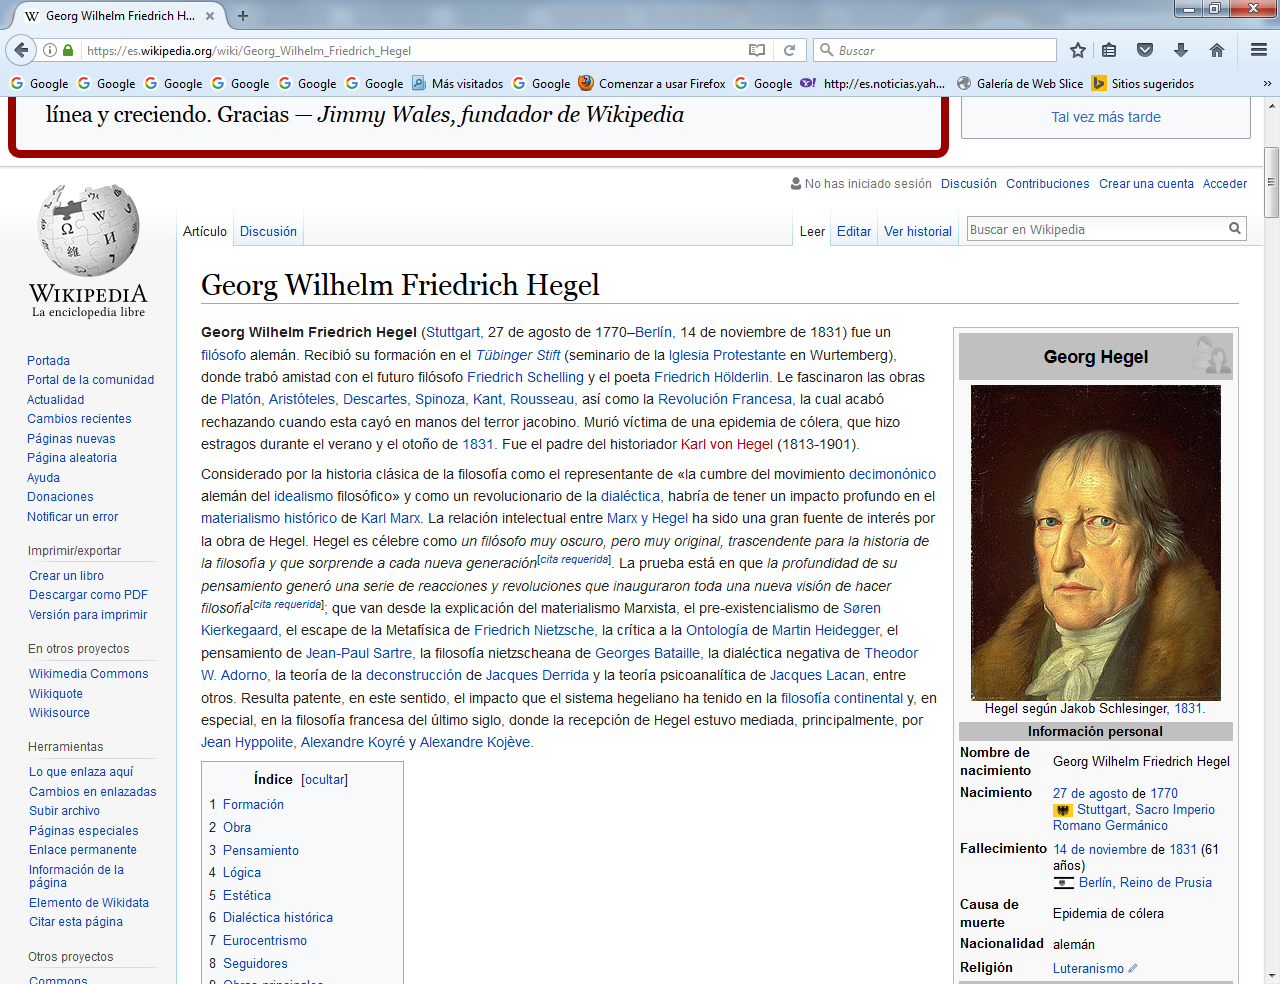 Georg Wilhelm Friedrich H...
https://es.wikipedia.org/wiki/Georg_Wilhelm_Friedrich_Hegel
Buscar
Google
Google
Google
Google
Google
Google
Más visitados
Google
Comenzar a usar Firefox
Google
http://es.noticias.yah...
Galería de Web Slice
Sitios sugeridos
línea y creciendo. Gracias — Jimmy Wales, fundador de Wikipedia
Tal vez más tarde
No has iniciado sesión Discusión Contribuciones Crear una cuenta Acceder
Artículo Discusión
Leer Editar Ver historial
Buscar en Wikipedia
WIKIPEDIA
La enciclopedia libre
Portada
Portal de la comunidad
Actualidad
Cambios recientes
Páginas nuevas
Página aleatoria
Ayuda
Donaciones
Notificar un error
Imprimir/exportar
Crear un libro
Descargar como PDF
Versión para imprimir
En otros proyectos
Wikimedia Commons
Wikiquote
Wikisource
Herramientas
Lo que enlaza aquí
Cambios en enlazadas
Subir archivo
Páginas especiales
Enlace permanente
Información de la
página
Elemento de Wikidata
Citar esta página
Otros proyectos
Commons
Georg Wilhelm Friedrich Hegel
Georg Wilhelm Friedrich Hegel (Stuttgart, 27 de agosto de 1770–Berlín, 14 de noviembre de 1831) fue un
filósofo alemán. Recibió su formación en el Tübinger Stift (seminario de la Iglesia Protestante en Wurtemberg),
donde trabó amistad con el futuro filósofo Friedrich Schelling y el poeta Friedrich Hölderlin. Le fascinaron las obras
de Platón, Aristóteles, Descartes, Spinoza, Kant, Rousseau, así como la Revolución Francesa, la cual acabó
rechazando cuando esta cayó en manos del terror jacobino. Murió víctima de una epidemia de cólera, que hizo
estragos durante el verano y el otoño de 1831. Fue el padre del historiador Karl von Hegel (1813-1901).
Considerado por la historia clásica de la filosofía como el representante de «la cumbre del movimiento decimonónico
alemán del idealismo filosófico» y como un revolucionario de la dialéctica, habría de tener un impacto profundo en el
materialismo histórico de Karl Marx. La relación intelectual entre Marx y Hegel ha sido una gran fuente de interés por
la obra de Hegel. Hegel es célebre como un filósofo muy oscuro, pero muy original, trascendente para la historia de
la filosofía y que sorprende a cada nueva generación[cita requerida]. La prueba está en que la profundidad de su
pensamiento generó una serie de reacciones y revoluciones que inauguraron toda una nueva visión de hacer
filosofía[cita requerida]; que van desde la explicación del materialismo Marxista, el pre-existencialismo de Søren
Kierkegaard, el escape de la Metafísica de Friedrich Nietzsche, la crítica a la Ontología de Martin Heidegger, el
pensamiento de Jean-Paul Sartre, la filosofía nietzscheana de Georges Bataille, la dialéctica negativa de Theodor
W. Adorno, la teoría de la deconstrucción de Jacques Derrida y la teoría psicoanalítica de Jacques Lacan, entre
otros. Resulta patente, en este sentido, el impacto que el sistema hegeliano ha tenido en la filosofía continental y, en
especial, en la filosofía francesa del último siglo, donde la recepción de Hegel estuvo mediada, principalmente, por
Jean Hyppolite, Alexandre Koyré y Alexandre Kojève.
Índice [ocultar]
1 Formación
2 Obra
3 Pensamiento
4 Lógica
5 Estética
6 Dialéctica histórica
7 Eurocentrismo
8 Seguidores
9 Obras principales
Georg Hegel
Hegel según Jakob Schlesinger, 1831.
Información personal
Nombre de
nacimiento
Georg Wilhelm Friedrich Hegel
Nacimiento
27 de agosto de 1770
Stuttgart, Sacro Imperio
Romano Germánico
Fallecimiento
14 de noviembre de 1831 (61
años)
Berlín, Reino de Prusia
Causa de
muerte
Epidemia de cólera
Nacionalidad alemán
Religión Luteranismo